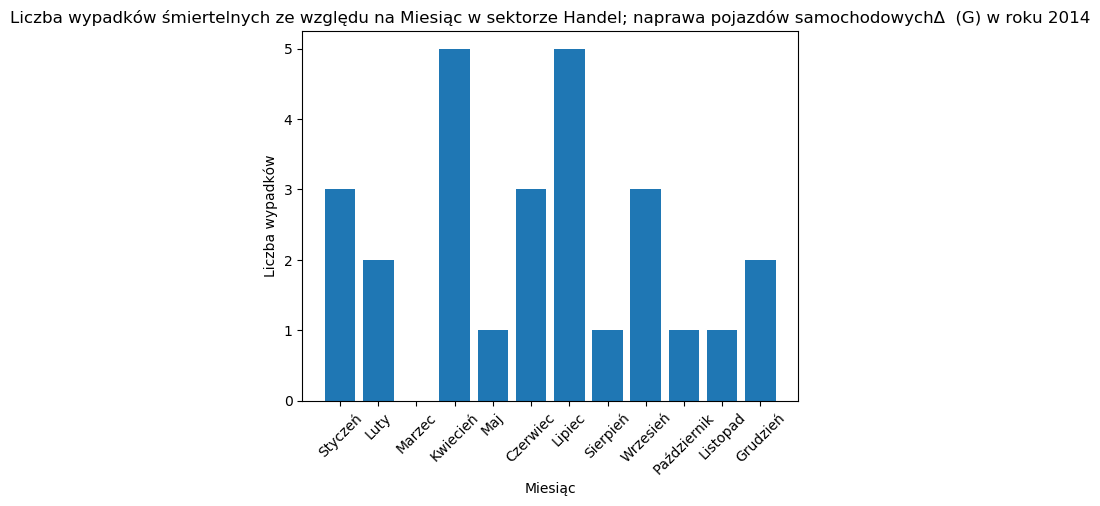 Liczba wypadków śmiertelnych ze względu na Miesiąc w sektorze Handel; naprawa pojazdów samochodowychΔ  (G) w roku 2014
5
4
3
2
1
0
Liczba wypadków
Styczeń
Luty
Marzec
Kwiecień
Maj
Czerwiec
Lipiec
Sierpień
Wrzesień
Październik
Listopad
Grudzień
Miesiąc